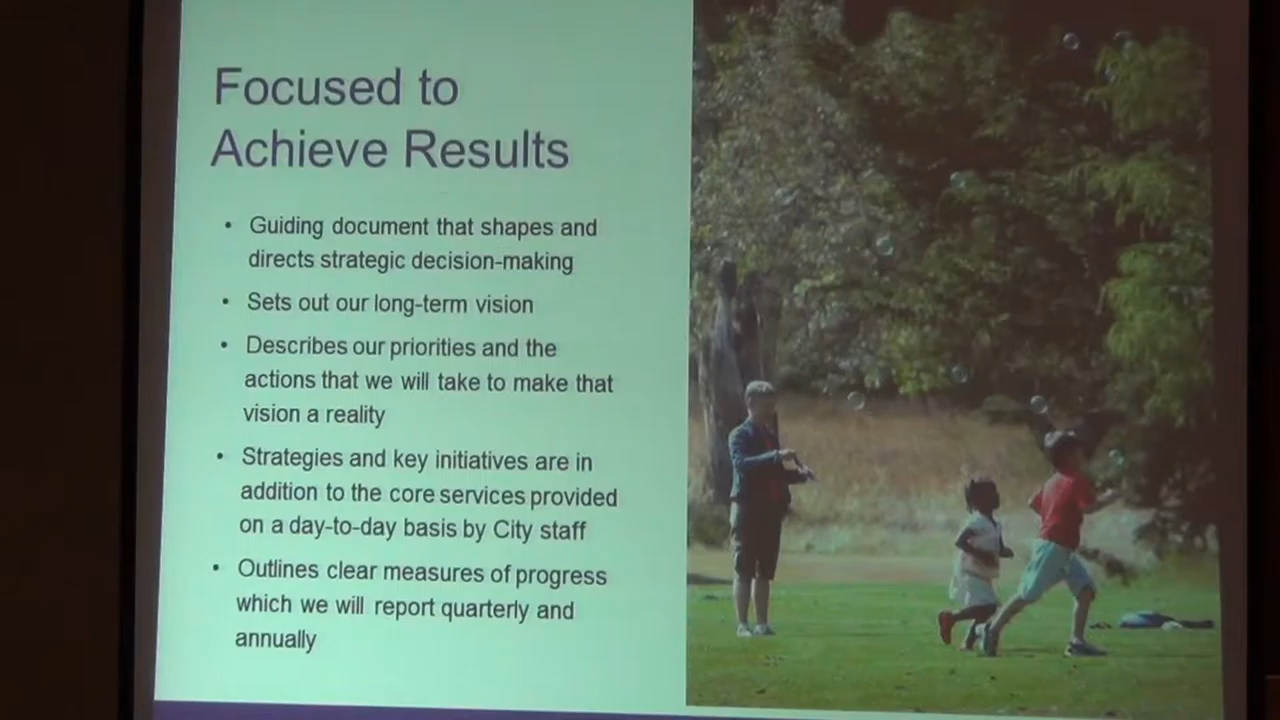 Focused to
Achieve Results
• Guiding document that shapes and
directs strategic decision-making
• Sets out our long-term vision
• Describes our priorities and the
actions that we will take to make that
vision a reality
• Strategies and key initiatives are in
addition to the core services provided
on a day-to-day basis by City staff
• Outlines clear measures of progress
which we will report quarterly and
annually